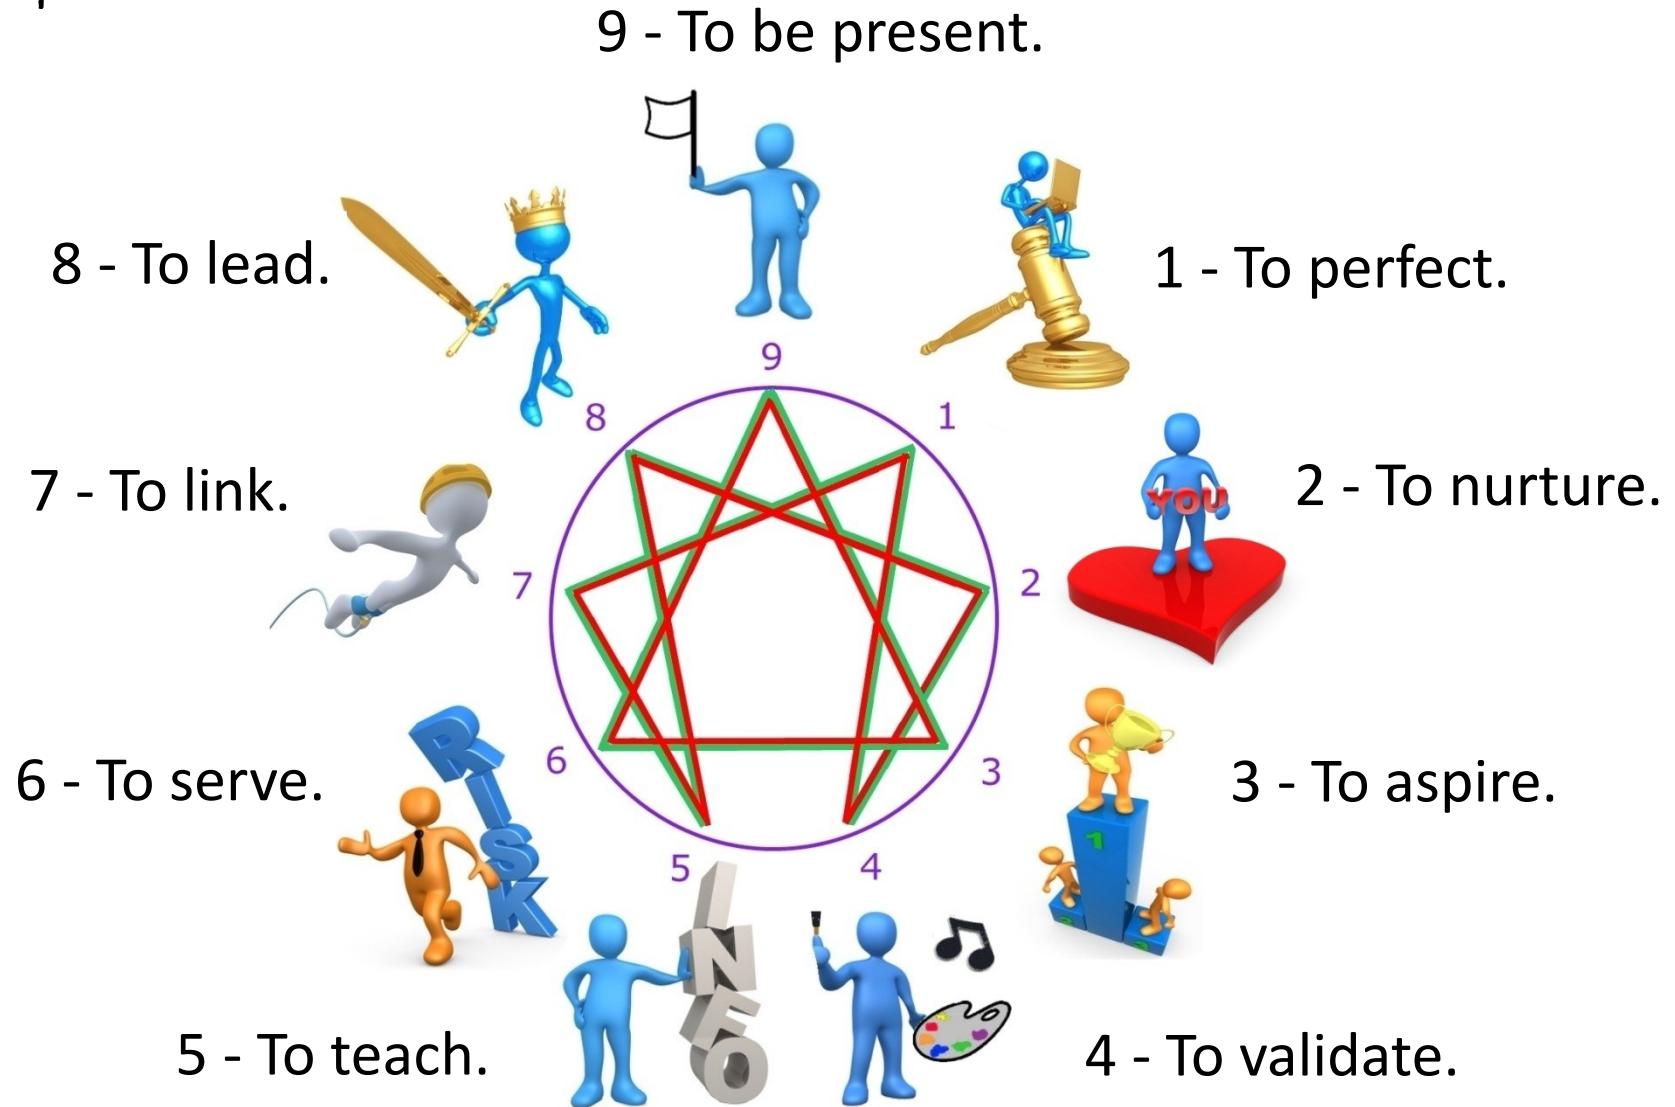 9 - To be present.
8 - To lead.
1 - To perfect.
9
8
1
7 - To link.
YOU
2 - To nurture.
7
2
RISK
6 - To serve.
6
3
3 - To aspire.
1
2
3
5
4
INFO
5 - To teach.
4 - To validate.